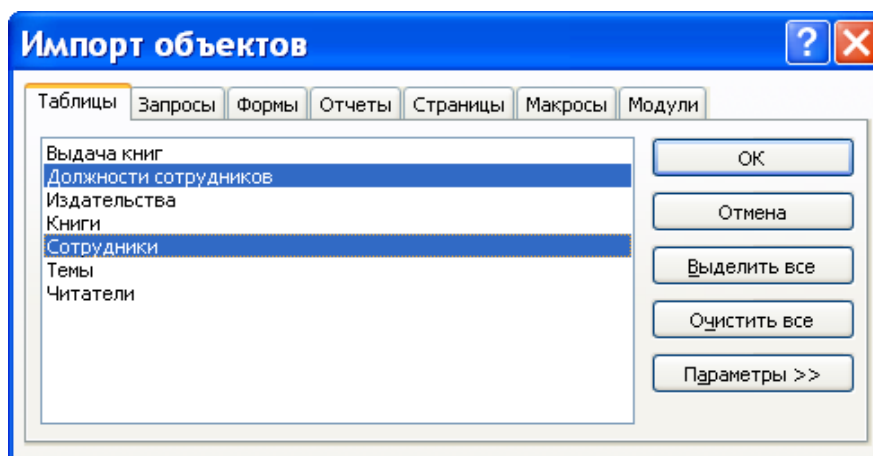 Импорт объектов
Таблицы Запросы Формы Отчеты Страницы Макросы Модули
Выдача книг
Должности сотрудников
Издательства
Книги
Сотрудники
Темы
Читатели
ОК
Отмена
Выделить все
Очистить все
Параметры >>